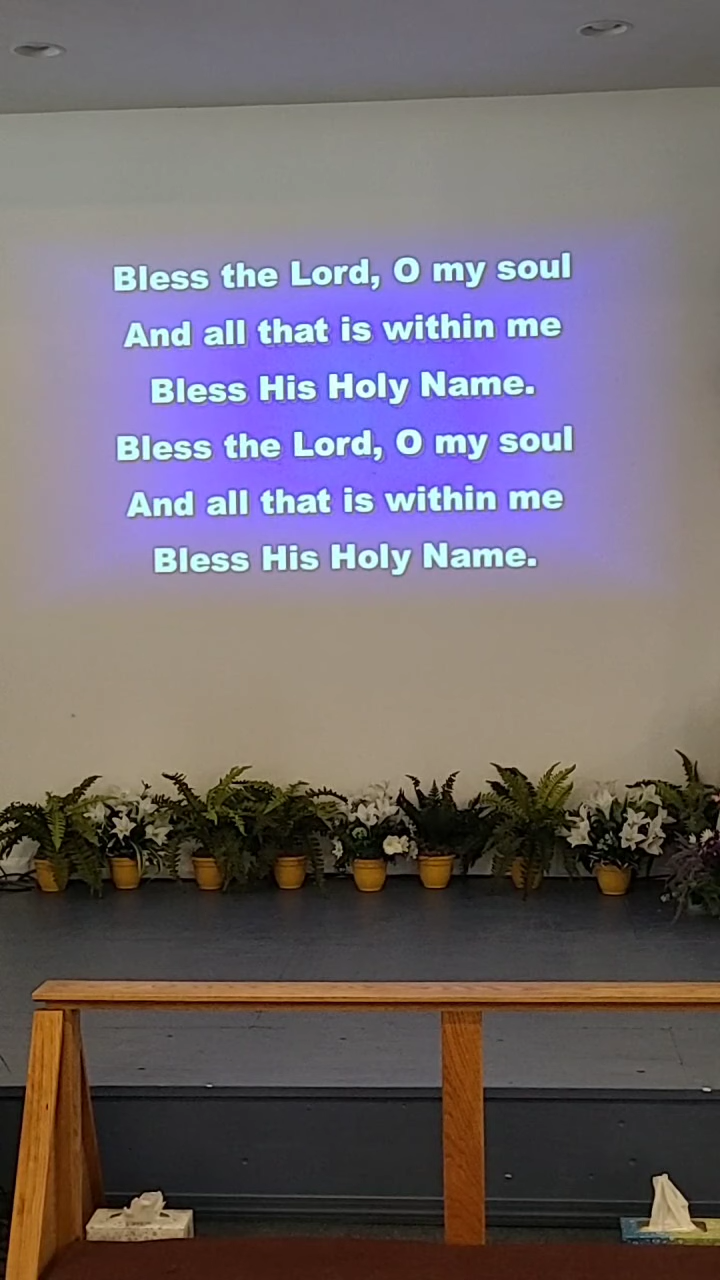 Bless the Lord, O my soul
And all that is within me
Bless His Holy Name.
Bless the Lord, O my soul
And all that is within me
Bless His Holy Name.